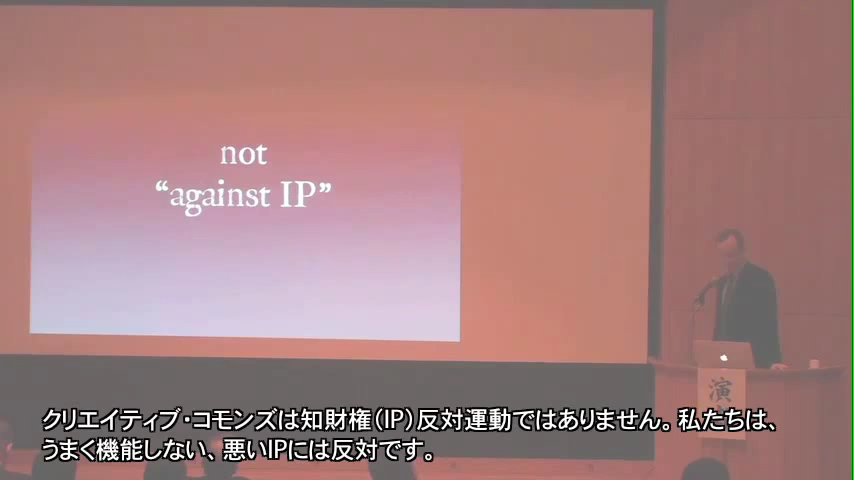 not
“against IP”
演
クリエイティブ・コモンズは知財権（IP）反対運動ではありません。私たちは、
うまく機能しない、悪いIPには反対です。